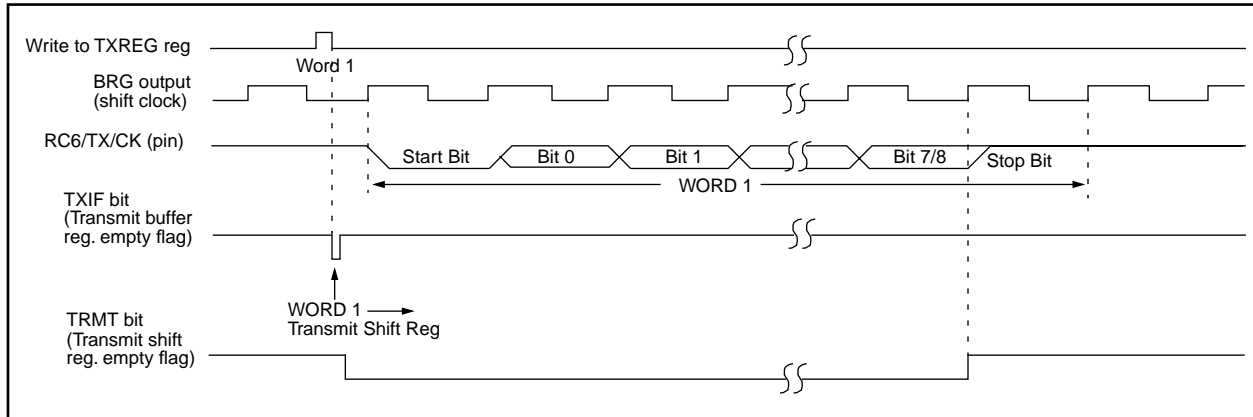 Write to TXREG reg
Word 1
BRG output
(shift clock)
RC6/TX/CK (pin)
Start Bit
Bit 0
Bit 1
Bit 7/8
Stop Bit
WORD 1
TXIF bit
(Transmit buffer
reg. empty flag)
WORD 1
Transmit Shift Reg
TRMT bit
(Transmit shift
reg. empty flag)